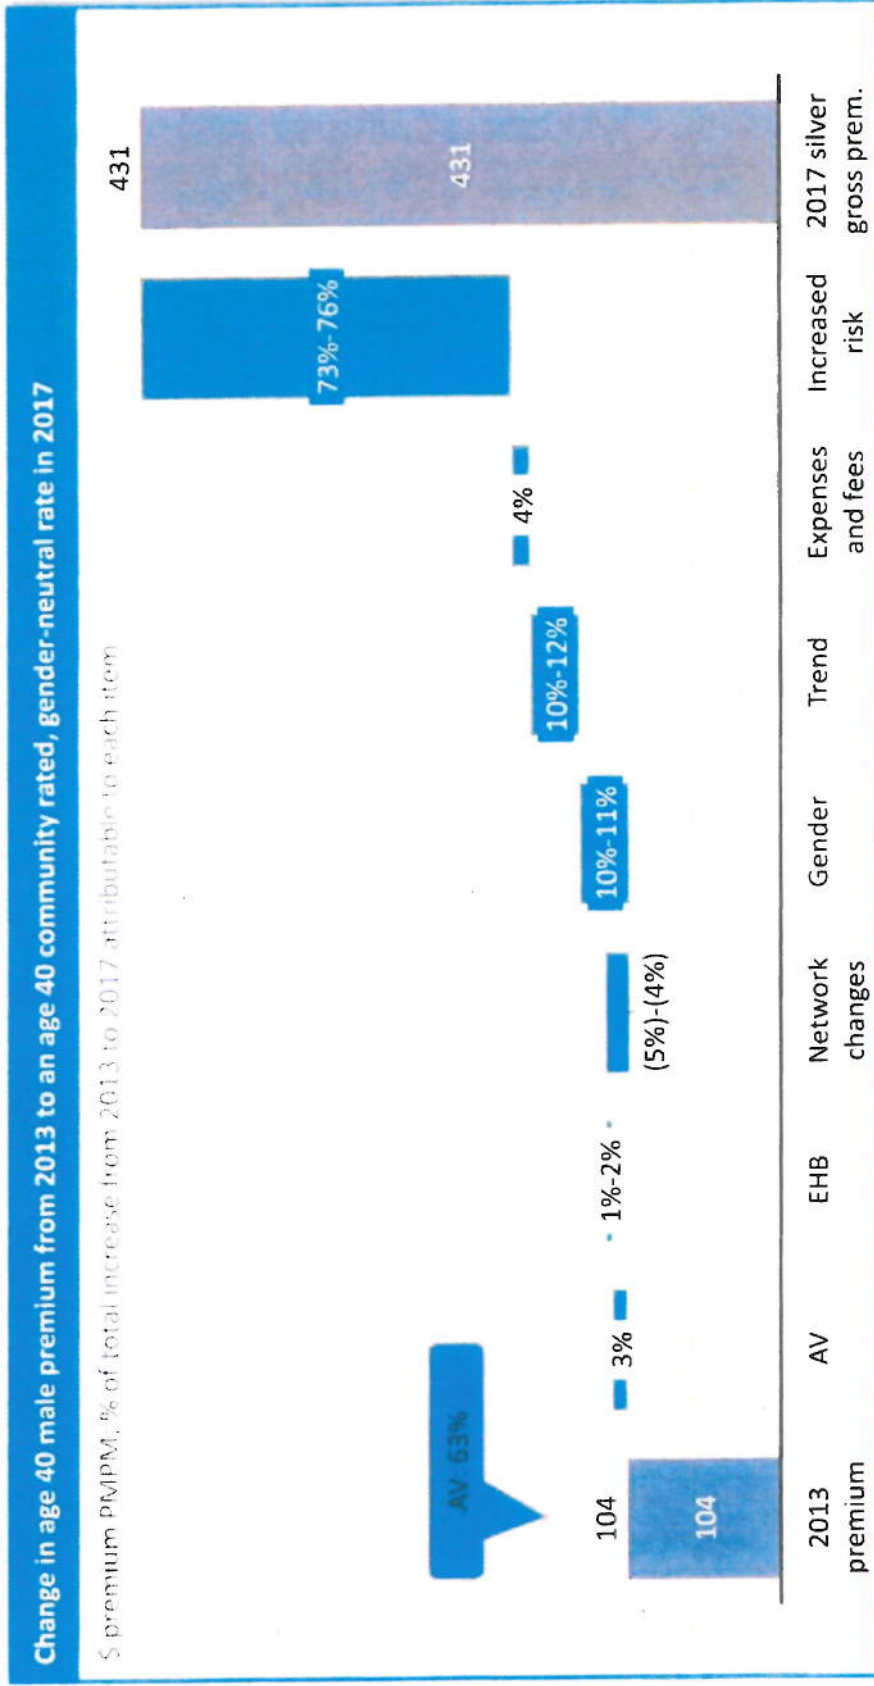 Change in age 40 male premium from 2013 to an age 40 community rated, gender-neutral rate in 2017
$ premium PMPM, % of total increase from 2013 to 2017 attributable to each item
AV: 63%
104
104
3%
1%-2%
(5%)-(4%)
10%-11%
10%-12%
4%
73%-76%
431
431
2013
premium
AV
EHB
Network
changes
Gender
Trend
Expenses
and fees
Increased
risk
2017 silver
gross prem.